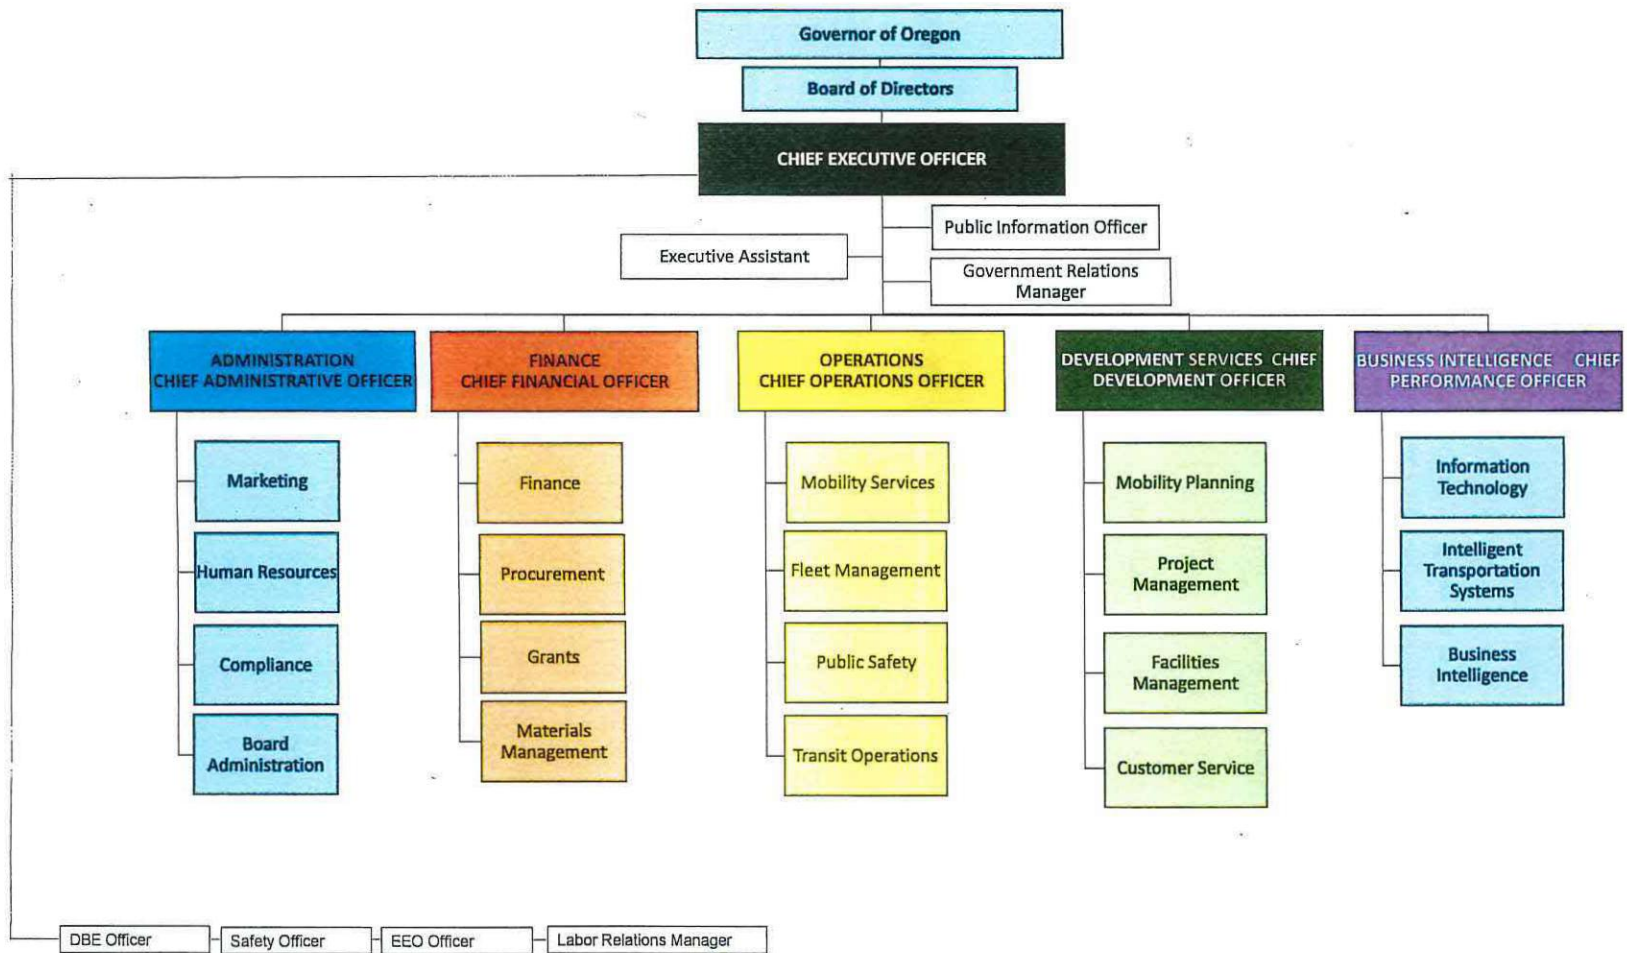 Governor of Oregon
Board of Directors
CHIEF EXECUTIVE OFFICER
Public Information Officer
Executive Assistant
Government Relations
Manager
ADMINISTRATION
CHIEF ADMINISTRATIVE OFFICER
FINANCE
CHIEF FINANCIAL OFFICER
OPERATIONS
CHIEF OPERATIONS OFFICER
DEVELOPMENT SERVICES CHIEF
DEVELOPMENT OFFICER
BUSINESS INTELLIGENCE CHIEF
PERFORMANCE OFFICER
Marketing
Human Resources
Compliance
Board
Administration
Finance
Procurement
Grants
Materials
Management
Mobility Services
Fleet Management
Public Safety
Transit Operations
Mobility Planning
Project
Management
Facilities
Management
Customer Service
Information
Technology
Intelligent
Transportation
Systems
Business
Intelligence
DBE Officer
Safety Officer
EEO Officer
Labor Relations Manager